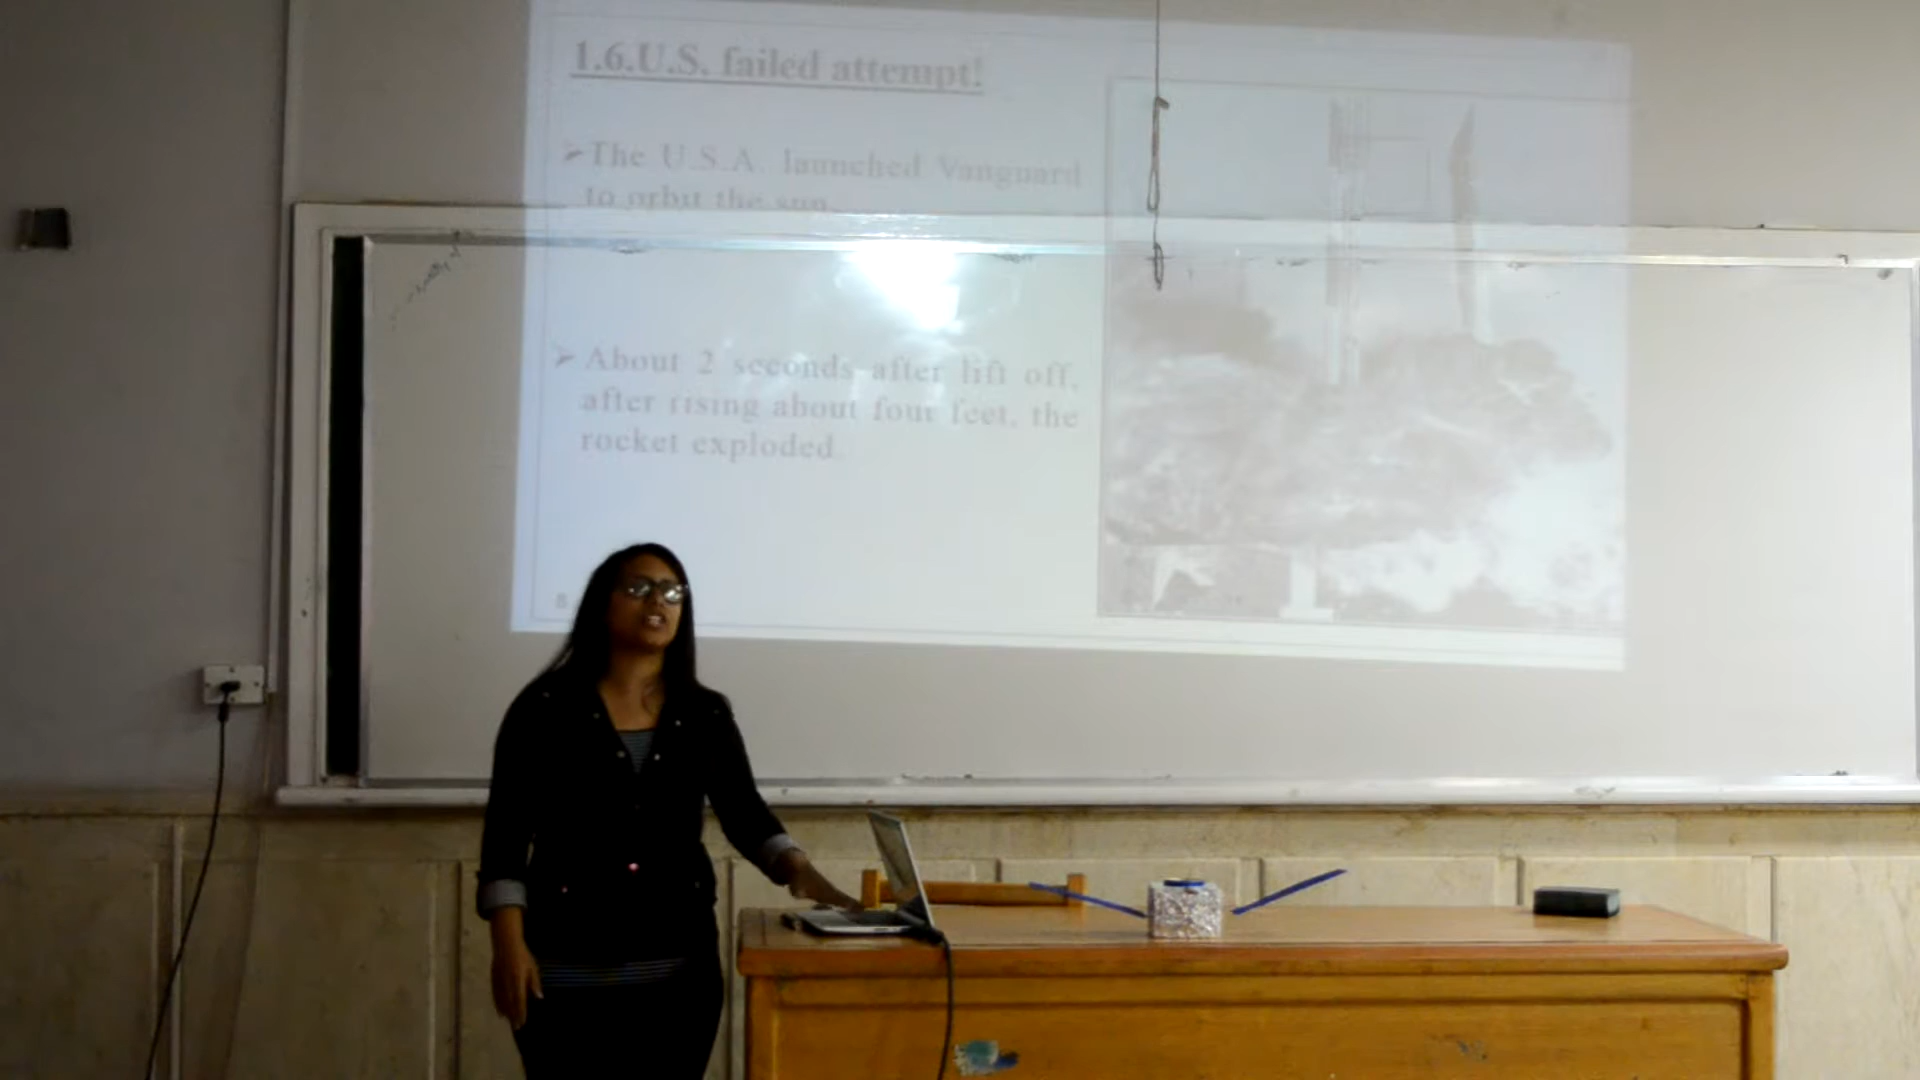 1.6.U.S. failed attempt!
➢The U.S.A. launched Vanguard
to orbit the sun.
➢ About 2 seconds after lift off,
after rising about four feet, the
rocket exploded.
8